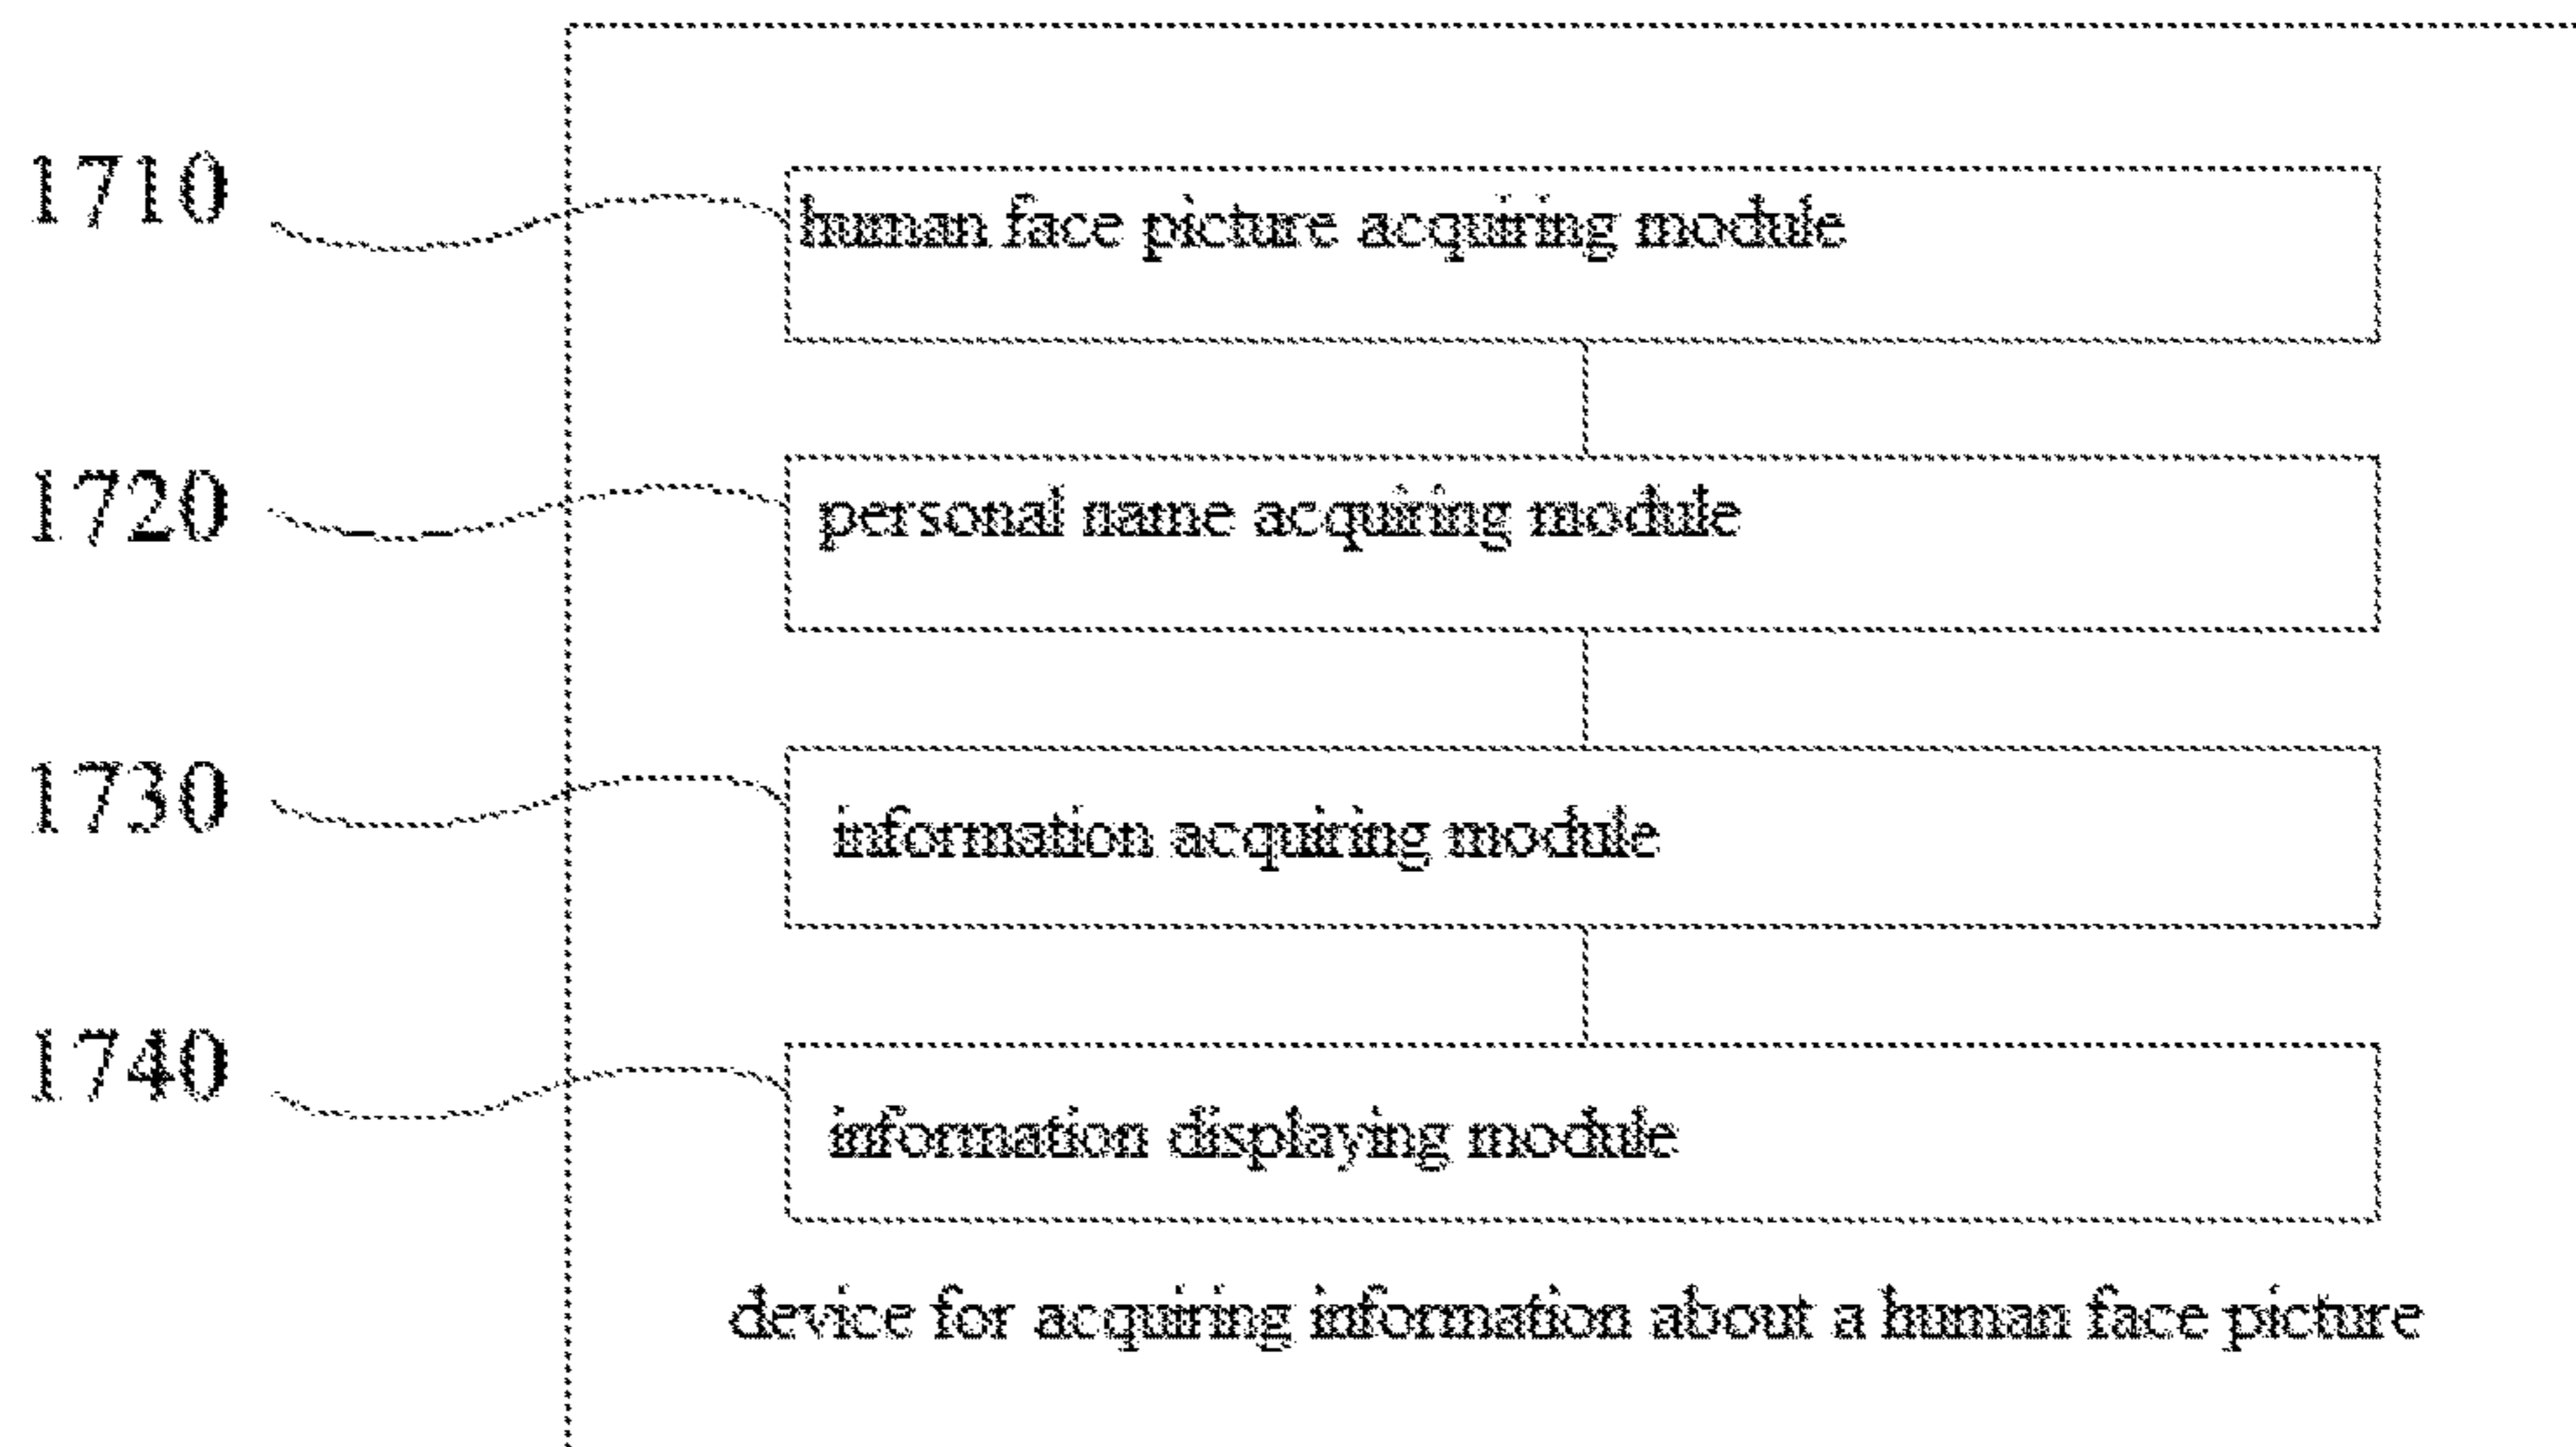 1710
human face picture acquiring module
1720
personal name acquiring module
1730
information acquiring module
1740
information displaying module
device for acquiring information about a human face picture